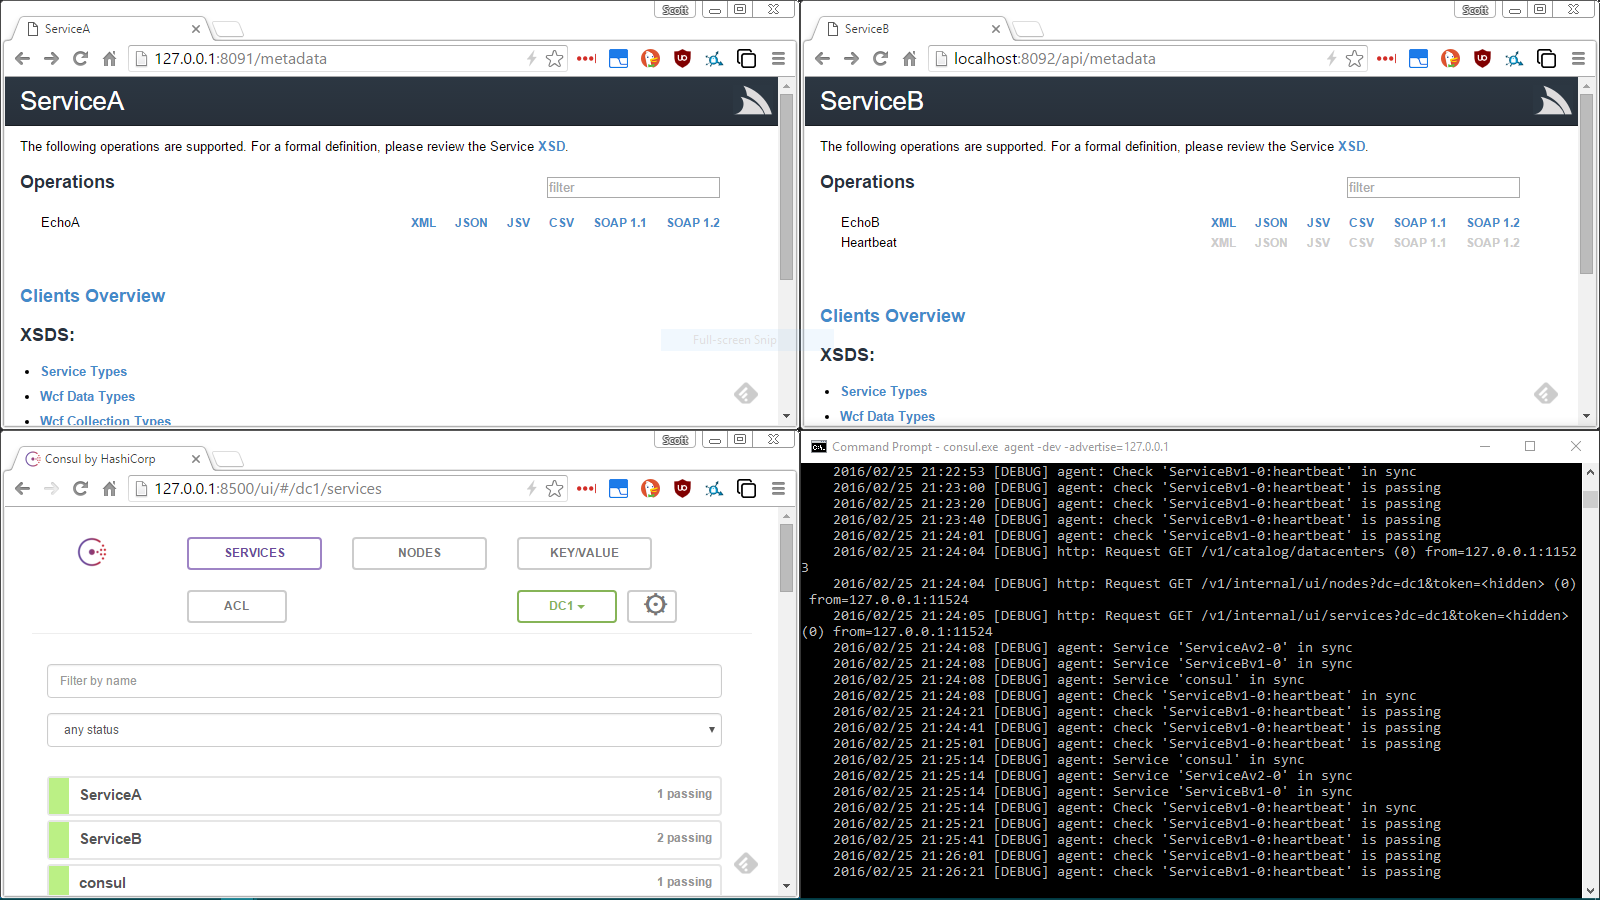 Scott
ServiceA
127.0.0.1:8091/metadata
ServiceA
The following operations are supported. For a formal definition, please review the Service XSD.
Operations
filter
EchoA XML JSON JSV CSV SOAP 1.1 SOAP 1.2
Clients Overview
XSDS:
Service Types
Wcf Data Types
Wcf Collection Types
Full-screen Snip
Scott
ServiceB
localhost:8092/api/metadata
ServiceB
The following operations are supported. For a formal definition, please review the Service XSD.
Operations
filter
EchoB XML JSON JSV CSV SOAP 1.1 SOAP 1.2
Heartbeat XML JSON JSV CSV SOAP 1.1 SOAP 1.2
Clients Overview
XSDS:
Service Types
Wcf Data Types
Scott
Consul by HashiCorp
127.0.0.1:8500/ui/#/dc1/services
SERVICES NODES KEY/VALUE
ACL DC1
Filter by name
any status
ServiceA 1 passing
ServiceB 2 passing
consul 1 passing
Command Prompt - consul.exe agent -dev -advertise=127.0.0.1
2016/02/25 21:22:53 [DEBUG] agent: Check 'ServiceBv1-0:heartbeat' in sync
2016/02/25 21:23:00 [DEBUG] agent: check 'ServiceBv1-0:heartbeat' is passing
2016/02/25 21:23:20 [DEBUG] agent: check 'ServiceBv1-0:heartbeat' is passing
2016/02/25 21:23:40 [DEBUG] agent: check 'ServiceBv1-0:heartbeat' is passing
2016/02/25 21:24:01 [DEBUG] agent: check 'ServiceBv1-0:heartbeat' is passing
2016/02/25 21:24:04 [DEBUG] http: Request GET /v1/catalog/datacenters (0) from=127.0.0.1:1152
3
2016/02/25 21:24:04 [DEBUG] http: Request GET /v1/internal/ui/nodes?dc=dc1&token=<hidden> (0)
from=127.0.0.1:11524
2016/02/25 21:24:05 [DEBUG] http: Request GET /v1/internal/ui/services?dc=dc1&token=<hidden>
(0) from=127.0.0.1:11524
2016/02/25 21:24:08 [DEBUG] agent: Service 'ServiceAv2-0' in sync
2016/02/25 21:24:08 [DEBUG] agent: Service 'ServiceBv1-0' in sync
2016/02/25 21:24:08 [DEBUG] agent: Service 'consul' in sync
2016/02/25 21:24:08 [DEBUG] agent: Check 'ServiceBv1-0:heartbeat' in sync
2016/02/25 21:24:21 [DEBUG] agent: check 'ServiceBv1-0:heartbeat' is passing
2016/02/25 21:24:41 [DEBUG] agent: check 'ServiceBv1-0:heartbeat' is passing
2016/02/25 21:25:01 [DEBUG] agent: check 'ServiceBv1-0:heartbeat' is passing
2016/02/25 21:25:14 [DEBUG] agent: Service 'consul' in sync
2016/02/25 21:25:14 [DEBUG] agent: Service 'ServiceAv2-0' in sync
2016/02/25 21:25:14 [DEBUG] agent: Service 'ServiceBv1-0' in sync
2016/02/25 21:25:14 [DEBUG] agent: Check 'ServiceBv1-0:heartbeat' in sync
2016/02/25 21:25:21 [DEBUG] agent: check 'ServiceBv1-0:heartbeat' is passing
2016/02/25 21:25:41 [DEBUG] agent: check 'ServiceBv1-0:heartbeat' is passing
2016/02/25 21:26:01 [DEBUG] agent: check 'ServiceBv1-0:heartbeat' is passing
2016/02/25 21:26:21 [DEBUG] agent: check 'ServiceBv1-0:heartbeat' is passing